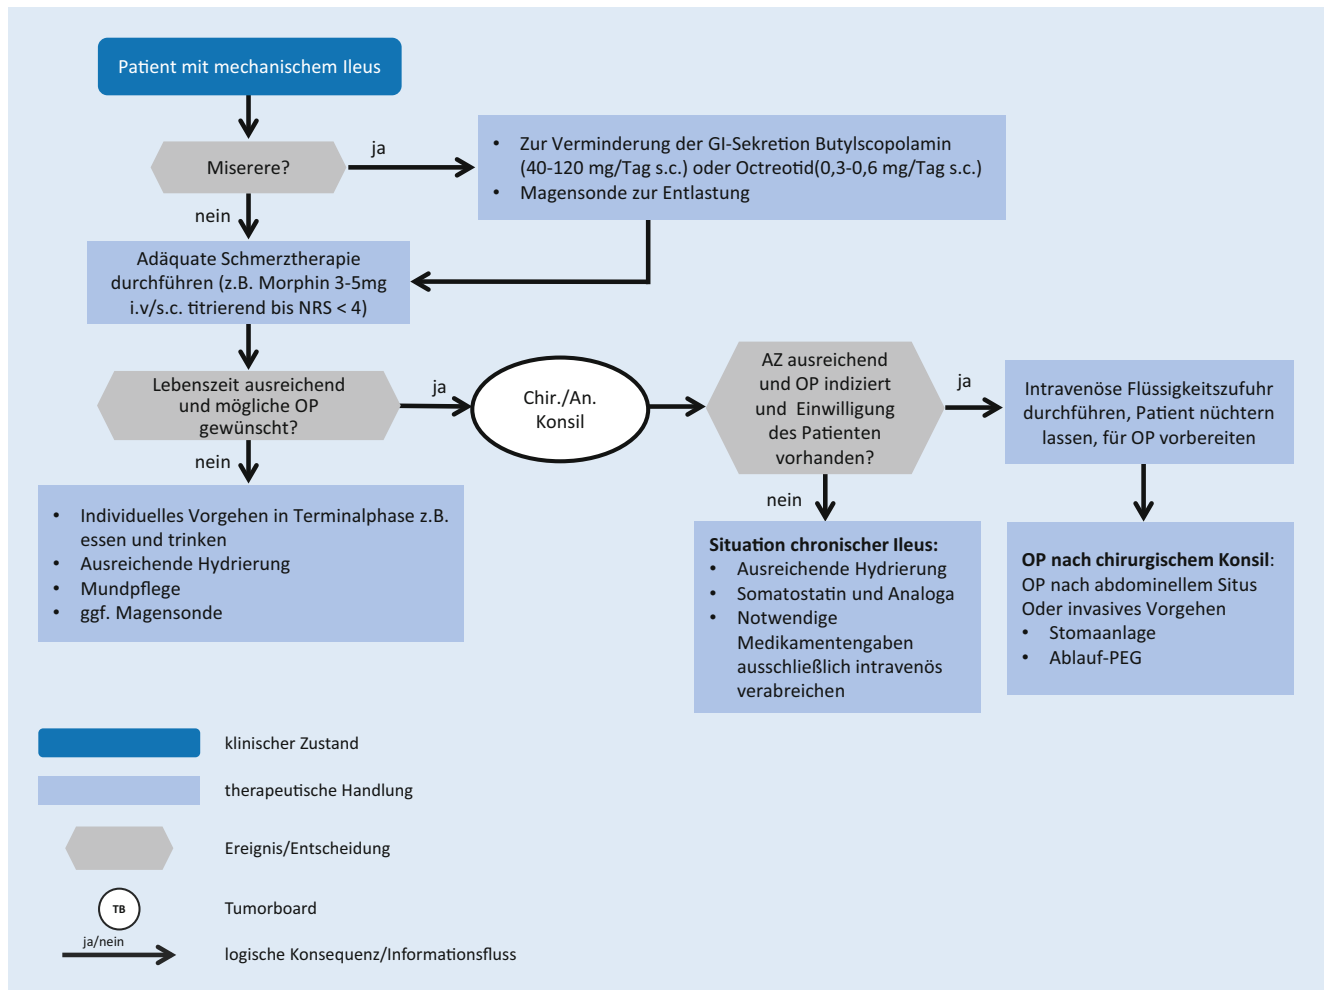 Patient mit mechanischem Ileus
Miserere?
ja
• Zur Verminderung der GI-Sekretion Butylscopolamin
(40-120 mg/Tag s.c.) oder Octreotid(0,3-0,6 mg/Tag s.c.)
• Magensonde zur Entlastung
nein
Adäquate Schmerztherapie
durchführen (z.B. Morphin 3-5mg
i.v/s.c. titrierend bis NRS < 4)
Lebenszeit ausreichend
und mögliche OP
gewünscht?
ja
Chir./An.
Konsil
AZ ausreichend
und OP indiziert
und Einwilligung
des Patienten
vorhanden?
ja
Intravenöse Flüssigkeitszufuhr
durchführen, Patient nüchtern
lassen, für OP vorbereiten
nein
• Individuelles Vorgehen in Terminalphase z.B.
essen und trinken
• Ausreichende Hydrierung
• Mundpflege
• ggf. Magensonde
nein
Situation chronischer Ileus:
• Ausreichende Hydrierung
• Somatostatin und Analoga
• Notwendige
Medikamentengaben
ausschließlich intravenös
verabreichen
OP nach chirurgischem Konsil:
OP nach abdominellem Situs
Oder invasives Vorgehen
• Stomaanlage
• Ablauf-PEG
klinischer Zustand
therapeutische Handlung
Ereignis/Entscheidung
TB
Tumorboard
ja/nein
logische Konsequenz/Informationsfluss